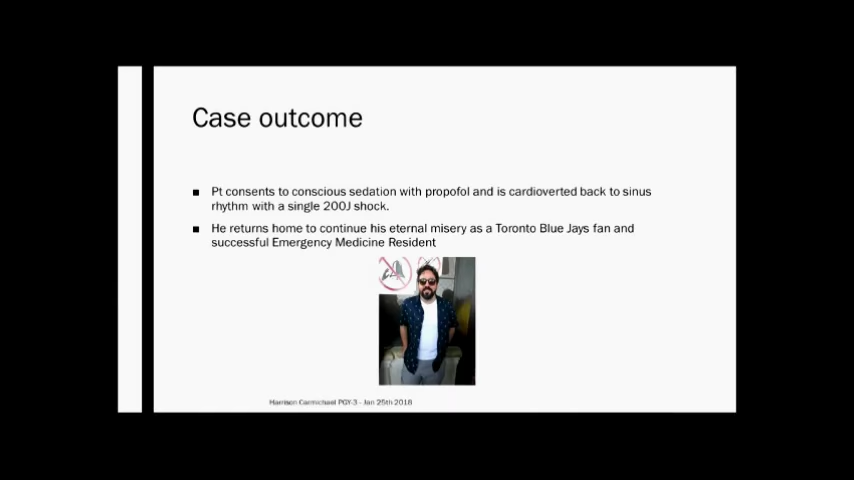 Case outcome
Pt consents to conscious sedation with propofol and is cardioverted back to sinus
rhythm with a single 200J shock.
He returns home to continue his eternal misery as a Toronto Blue Jays fan and
successful Emergency Medicine Resident
Harrison Carmichael PGY-3 - Jan 25th 2018